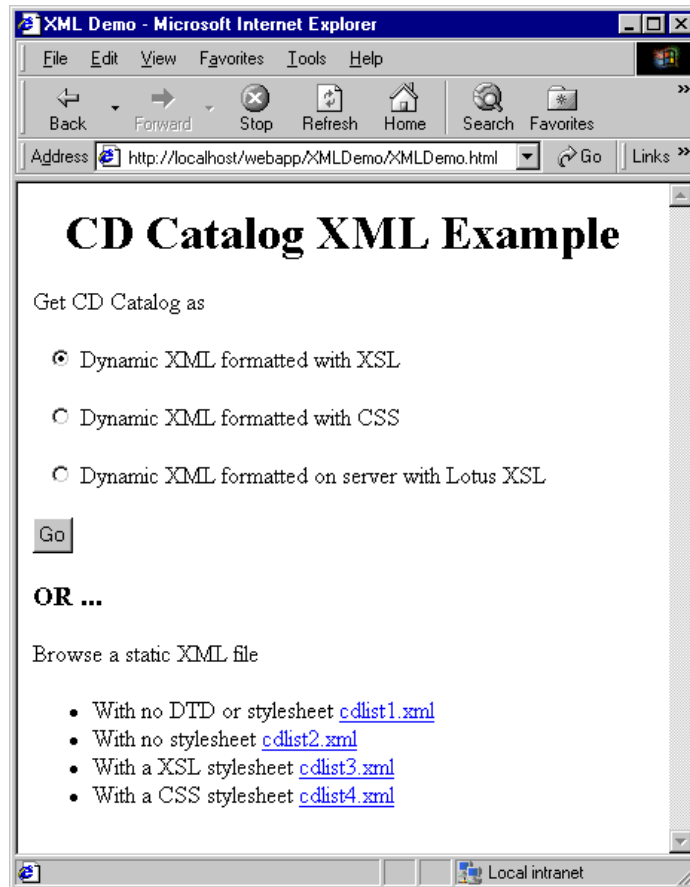 XML Demo - Microsoft Internet Explorer
File Edit View Favorites Tools Help
Back Forward Stop Refresh Home Search Favorites »
Address http://localhost/webapp/XMLDemo/XMLDemo.html Go Links »
CD Catalog XML Example
Get CD Catalog as
Dynamic XML formatted with XSL
Dynamic XML formatted with CSS
Dynamic XML formatted on server with Lotus XSL
Go
OR ...
Browse a static XML file
• With no DTD or stylesheet cdlist1.xml
• With no stylesheet cdlist2.xml
• With a XSL stylesheet cdlist3.xml
• With a CSS stylesheet cdlist4.xml
Local intranet